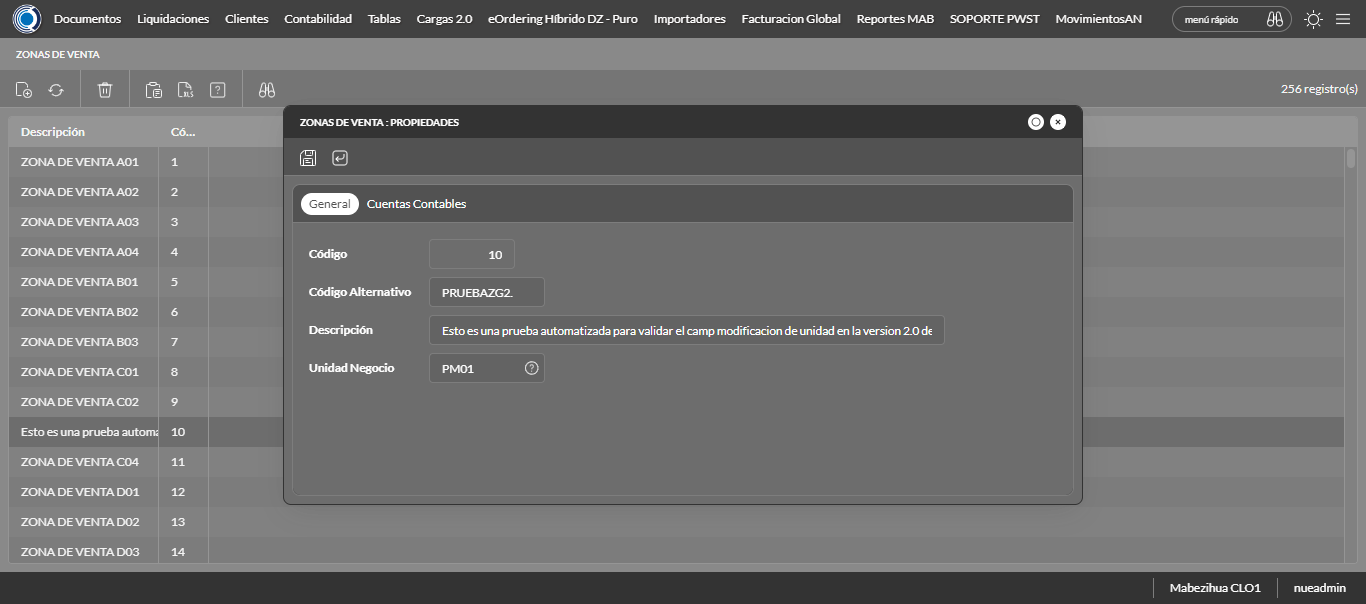 Documentos Liquidaciones Clientes Contabilidad Tablas Cargas 2.0 eOrdering Híbrido DZ - Puro Importadores Facturacion Global Reportes MAB SOPORTE PWST MovimientosAN menú rápido
ZONAS DE VENTA
XLS ? 256 registro(s)
Descripción Có...
ZONA DE VENTA A01 1
ZONA DE VENTA A02 2
ZONA DE VENTA A03 3
ZONA DE VENTA A04 4
ZONA DE VENTA B01 5
ZONA DE VENTA B02 6
ZONA DE VENTA B03 7
ZONA DE VENTA C01 8
ZONA DE VENTA C02 9
Esto es una prueba automa 10
ZONA DE VENTA C04 11
ZONA DE VENTA D01 12
ZONA DE VENTA D02 13
ZONA DE VENTA D03 14
ZONAS DE VENTA : PROPIEDADES
General Cuentas Contables
Código 10
Código Alternativo PRUEBAZG2.
Descripción Esto es una prueba automatizada para validar el camp modificacion de unidad en la version 2.0 de
Unidad Negocio PM01 ?
Mabezihua CLO1 nueadmin